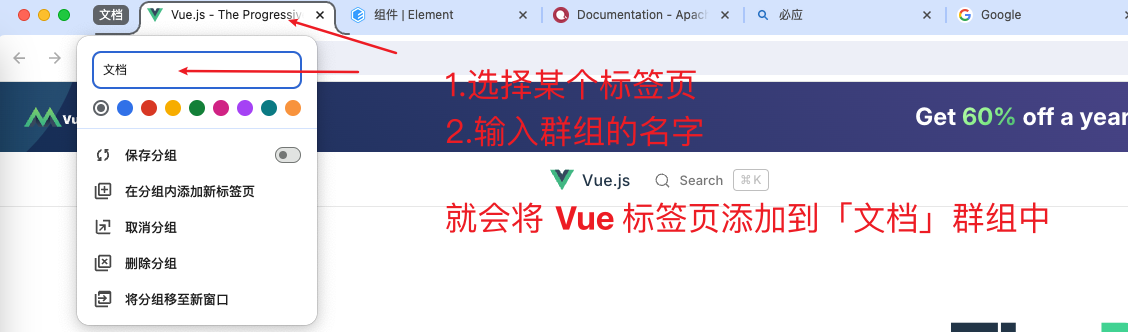 文档
Vue.js - The Progressiv
组件 | Element
Documentation - Apach
必应
Google
文档
保存分组
在分组内添加新标签页
取消分组
删除分组
将分组移至新窗口
1.选择某个标签页
2.输入群组的名字
就会将 Vue 标签页添加到「文档」群组中
Get 60% off a year
Vue.js
Search
⌘ K